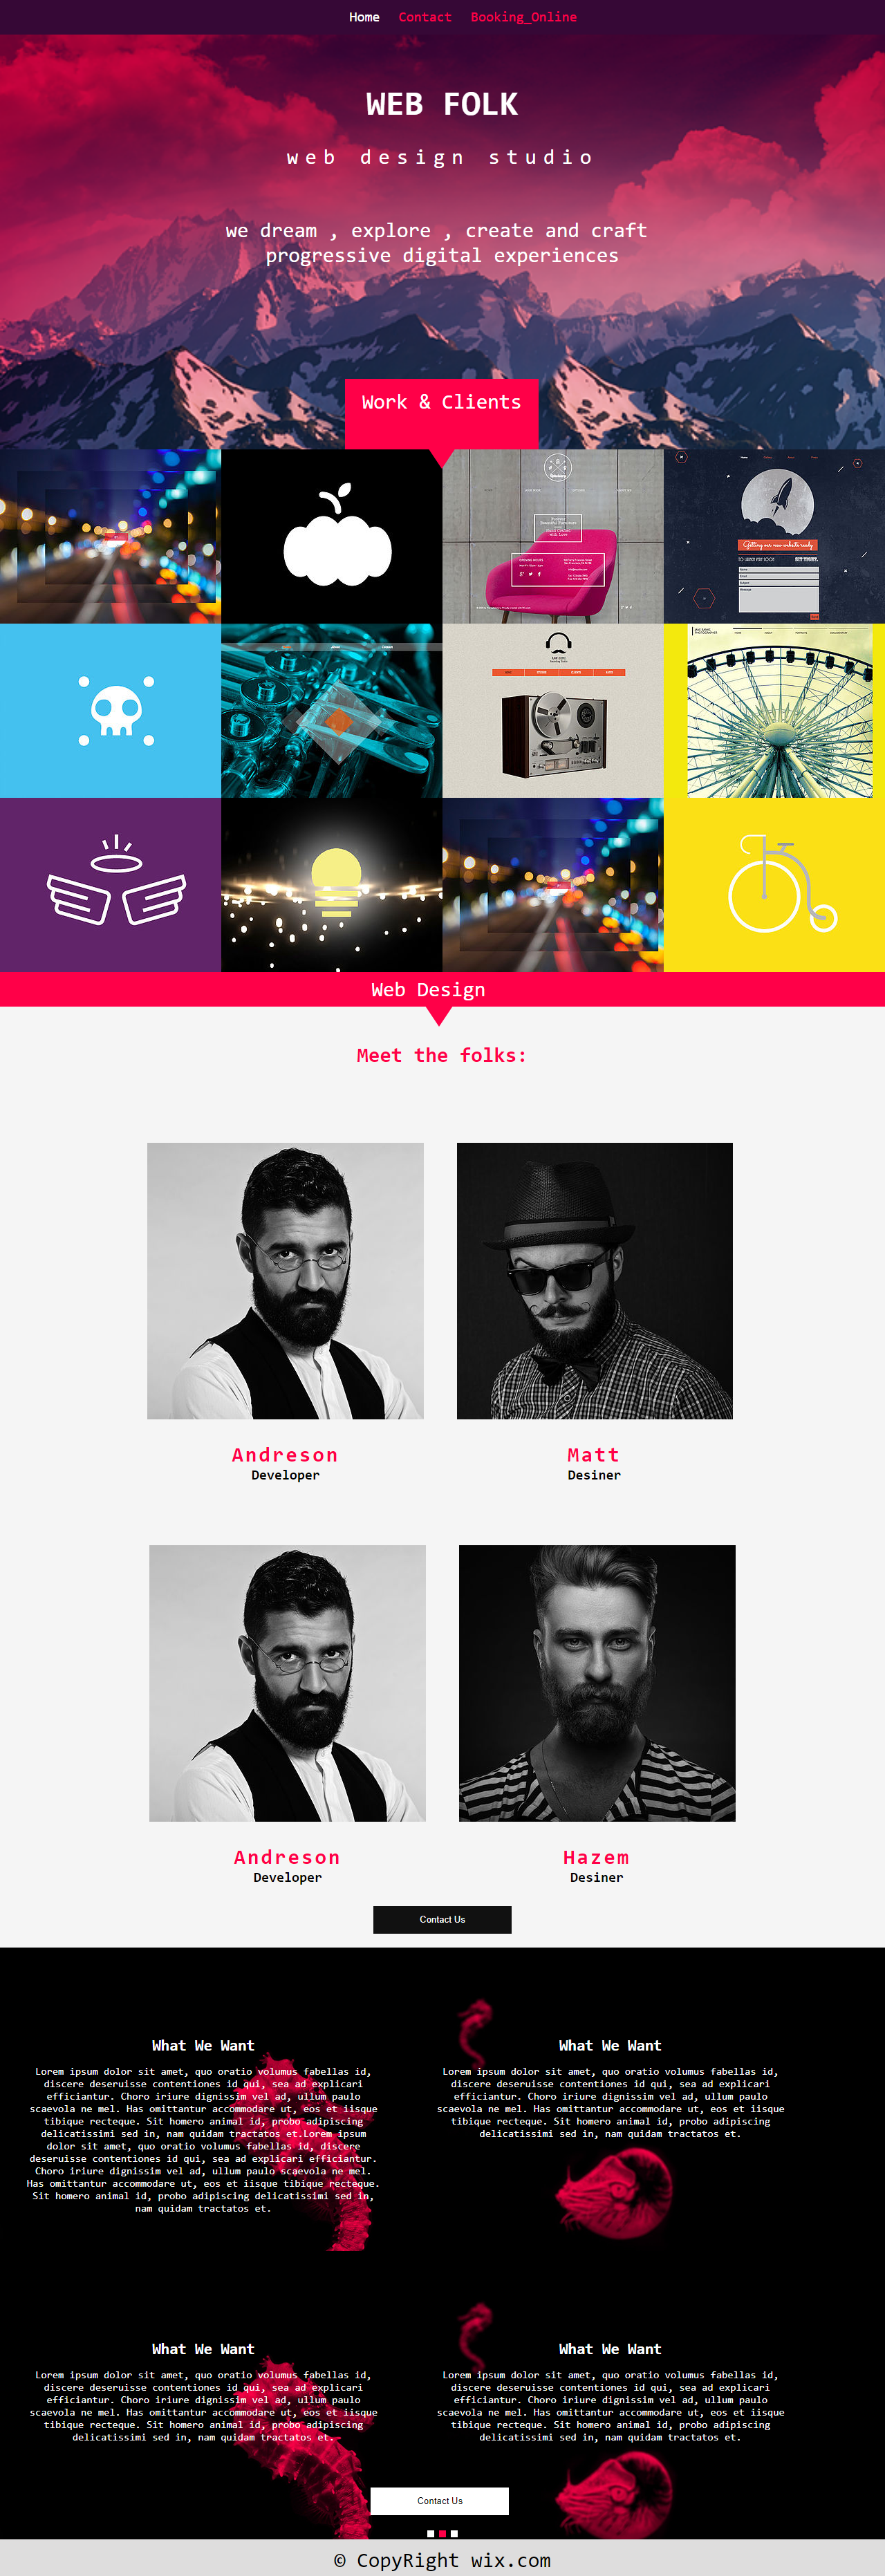 Home Contact Booking_Online
WEB FOLK
web design studio
we dream , explore , create and craft
progressive digital experiences
Work & Clients
OPENING HOURS
Getting our new website ready
Web Design
Meet the folks:
Andreson
Developer
Matt
Desiner
Andreson
Developer
Hazem
Desiner
Contact Us
What We Want
Lorem ipsum dolor sit amet, quo oratio volumus fabellas id,
discere deseruisse contentiones id qui, sea ad explicari
efficiantur. Choro iriure dignissim vel ad, ullum paulo
scaevola ne mel. Has omittantur accommodare ut, eos et iisque
tibique recteque. Sit homero animal id, probo adipiscing
delicatissimi sed in, nam quidam tractatos et.Lorem ipsum
dolor sit amet, quo oratio volumus fabellas id, discere
deseruisse contentiones id qui, sea ad explicari efficiantur.
Choro iriure dignissim vel ad, ullum paulo scaevola ne mel.
Has omittantur accommodare ut, eos et iisque tibique recteque.
Sit homero animal id, probo adipiscing delicatissimi sed in,
nam quidam tractatos et.
What We Want
Lorem ipsum dolor sit amet, quo oratio volumus fabellas id,
discere deseruisse contentiones id qui, sea ad explicari
efficiantur. Choro iriure dignissim vel ad, ullum paulo
scaevola ne mel. Has omittantur accommodare ut, eos et iisque
tibique recteque. Sit homero animal id, probo adipiscing
delicatissimi sed in, nam quidam tractatos et.
What We Want
Lorem ipsum dolor sit amet, quo oratio volumus fabellas id,
discere deseruisse contentiones id qui, sea ad explicari
efficiantur. Choro iriure dignissim vel ad, ullum paulo
scaevola ne mel. Has omittantur accommodare ut, eos et iisque
tibique recteque. Sit homero animal id, probo adipiscing
delicatissimi sed in, nam quidam tractatos et.
What We Want
Lorem ipsum dolor sit amet, quo oratio volumus fabellas id,
discere deseruisse contentiones id qui, sea ad explicari
efficiantur. Choro iriure dignissim vel ad, ullum paulo
scaevola ne mel. Has omittantur accommodare ut, eos et iisque
tibique recteque. Sit homero animal id, probo adipiscing
delicatissimi sed in, nam quidam tractatos et.
Contact Us
© CopyRight wix.com